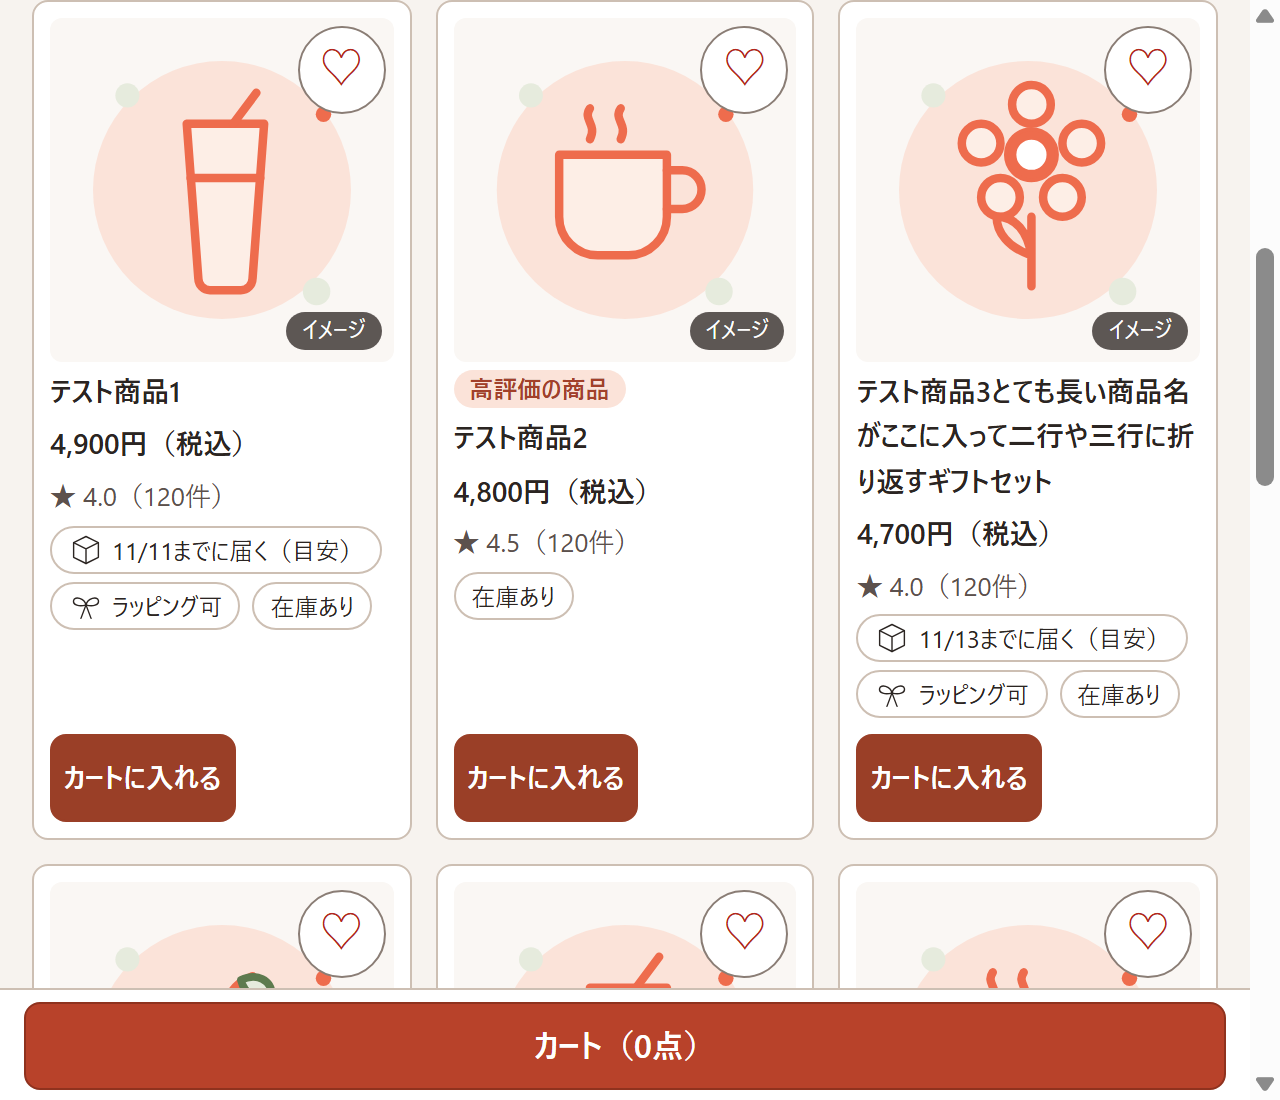 イメージ
テスト商品1
4,900円（税込）
★ 4.0（120件）
11/11までに届く（目安）
ラッピング可
在庫あり
カートに入れる
イメージ
高評価の商品
テスト商品2
4,800円（税込）
★ 4.5（120件）
在庫あり
カートに入れる
イメージ
テスト商品3とても長い商品名
がここに入って二行や三行に折
り返すギフトセット
4,700円（税込）
★ 4.0（120件）
11/13までに届く（目安）
ラッピング可
在庫あり
カートに入れる
カート（0点）